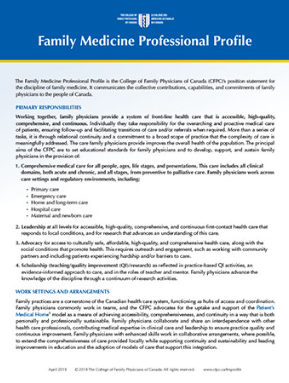 THE COLLEGE OF
FAMILY PHYSICIANS
OF CANADA
LE COLLÈGE DES
MÉDECINS DE FAMILLE
DU CANADA
Family Medicine Professional Profile
The Family Medicine Professional Profile is the College of Family Physicians of Canada (CFPC)'s position statement for
the discipline of family medicine. It communicates the collective contributions, capabilities, and commitments of family
physicians to the people of Canada.
PRIMARY RESPONSIBILITIES
Working together, family physicians provide a system of front-line health care that is accessible, high-quality,
comprehensive, and continuous. Individually they take responsibility for the overarching and proactive medical care
of patients, ensuring follow-up and facilitating transitions of care and/or referrals when required. More than a series of
tasks, it is through relational continuity and a commitment to a broad scope of practice that the complexity of care is
meaningfully addressed. The care family physicians provide improves the overall health of the population. The principal
aims of the CFPC are to set educational standards for family physicians and to develop, support, and sustain family
physicians in the provision of:
1. Comprehensive medical care for all people, ages, life stages, and presentations. This care includes all clinical
domains, both acute and chronic, and all stages, from preventive to palliative care. Family physicians work across
care settings and regulatory environments, including:
• Primary care
• Emergency care
• Home and long-term care
• Hospital care
• Maternal and newborn care
2. Leadership at all levels for accessible, high-quality, comprehensive, and continuous first-contact health care that
responds to local conditions, and for research that advances an understanding of this care.
3. Advocacy for access to culturally safe, affordable, high-quality, and comprehensive health care, along with the
social conditions that promote health. This requires outreach and engagement, such as working with community
partners and including patients experiencing hardship and/or barriers to care.
4. Scholarship (teaching/quality improvement (QI)/research) as reflected in practice-based QI activities, an
evidence-informed approach to care, and in the roles of teacher and mentor. Family physicians advance the
knowledge of the discipline through a continuum of research activities.
WORK SETTINGS AND ARRANGEMENTS
Family practices are a cornerstone of the Canadian health care system, functioning as hubs of access and coordination.
Family physicians commonly work in teams, and the CFPC advocates for the uptake and support of the Patient's
Medical Home model as a means of achieving accessibility, comprehensiveness, and continuity in a way that is both
personally and professionally sustainable. Family physicians collaborate and share an interdependence with other
health care professionals, contributing medical expertise in clinical care and leadership to ensure practice quality and
continuous improvement. Family physicians with enhanced skills work in collaborative arrangements, where possible,
to extend the comprehensiveness of care provided locally while supporting continuity and sustainability and leading
improvements in education and the adoption of models of care that support this integration.
April 2018 © 2018 The College of Family Physicians of Canada. All rights reserved. www.cfpc.ca/fmprofile